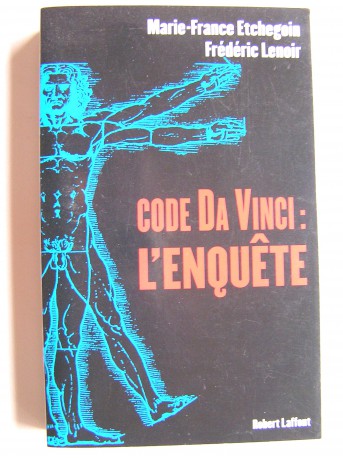 Marie-France Etchegoin
Frédéric Lenoir
CODE DA VINCI :
L'ENQUÊTE
Robert Laffont